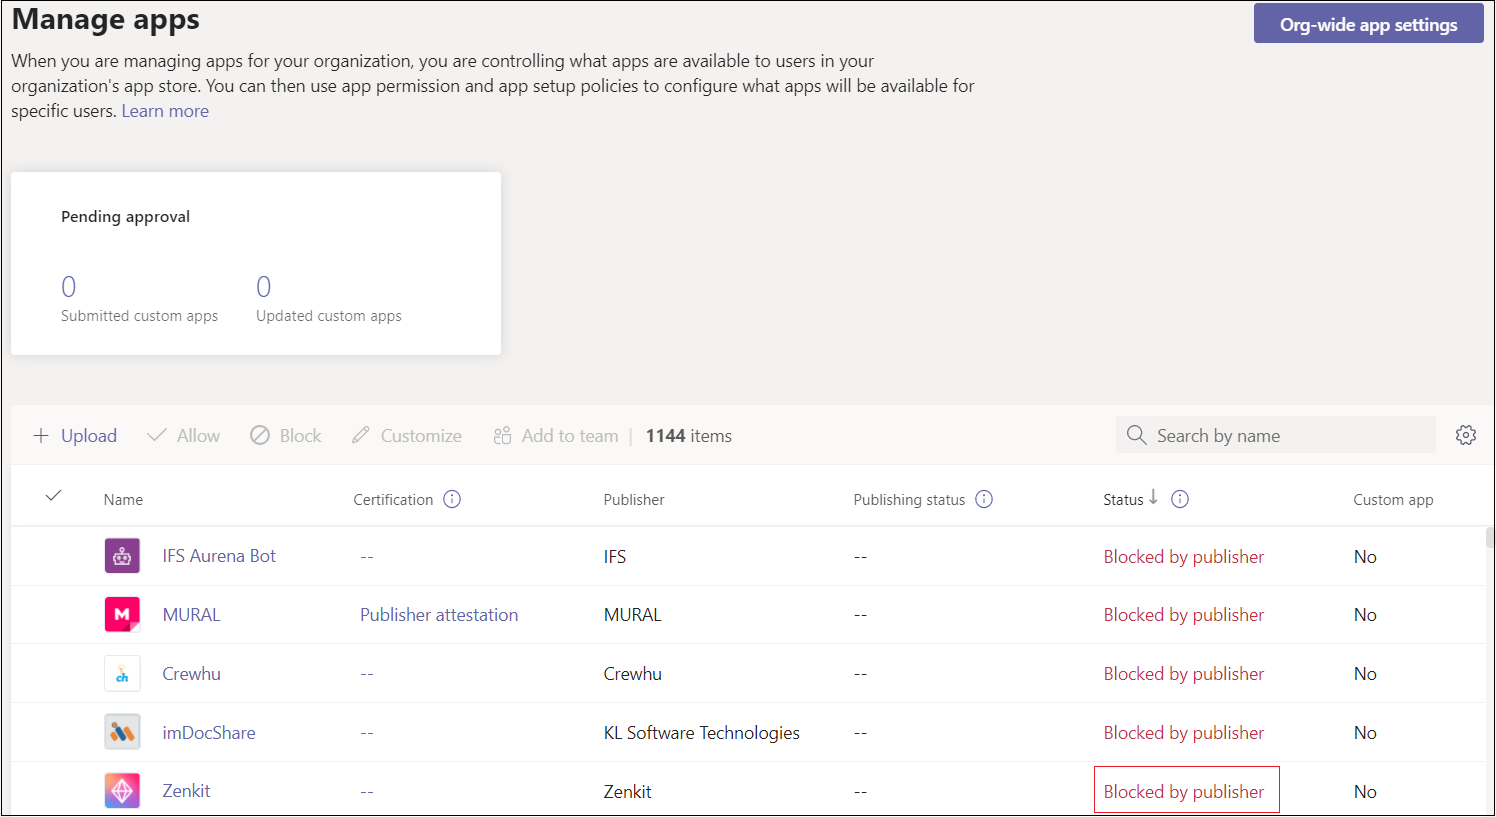 Manage apps
Org-wide app settings
When you are managing apps for your organization, you are controlling what apps are available to users in your
organization's app store. You can then use app permission and app setup policies to configure what apps will be available for
specific users. Learn more
Pending approval
0 0
Submitted custom apps Updated custom apps
Upload Allow Block Customize Add to team | 1144 items Search by name
Name Certification Publisher Publishing status Status Custom app
IFS Aurena Bot -- IFS -- Blocked by publisher No
M MURAL Publisher attestation MURAL -- Blocked by publisher No
ch Crewhu -- Crewhu -- Blocked by publisher No
imDocShare -- KL Software Technologies -- Blocked by publisher No
Zenkit -- Zenkit -- Blocked by publisher No